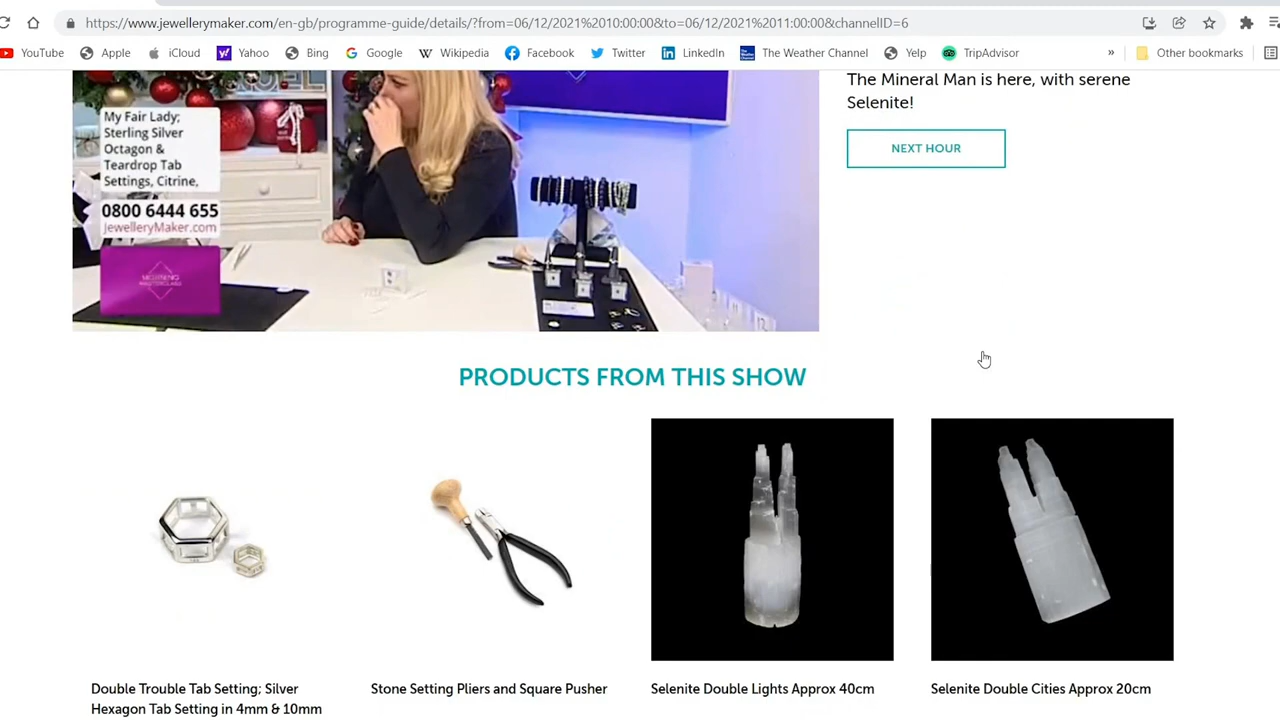 https://www.jewellerymaker.com/en-gb/programme-guide/details/?from=06/12/2021%2010:00:00&to=06/12/2021%2011:00:00&channelID=6
YouTube Apple iCloud Yahoo Bing Google Wikipedia Facebook Twitter LinkedIn The Weather Channel Yelp TripAdvisor » Other bookmarks
My Fair Lady;
Sterling Silver
Octagon &
Teardrop Tab
Settings, Citrine,
0800 6444 655
JewelleryMaker.com
MORNING
MASTERCLASS
The Mineral Man is here, with serene
Selenite!
NEXT HOUR
PRODUCTS FROM THIS SHOW
Double Trouble Tab Setting; Silver
Hexagon Tab Setting in 4mm & 10mm
Stone Setting Pliers and Square Pusher
Selenite Double Lights Approx 40cm
Selenite Double Cities Approx 20cm